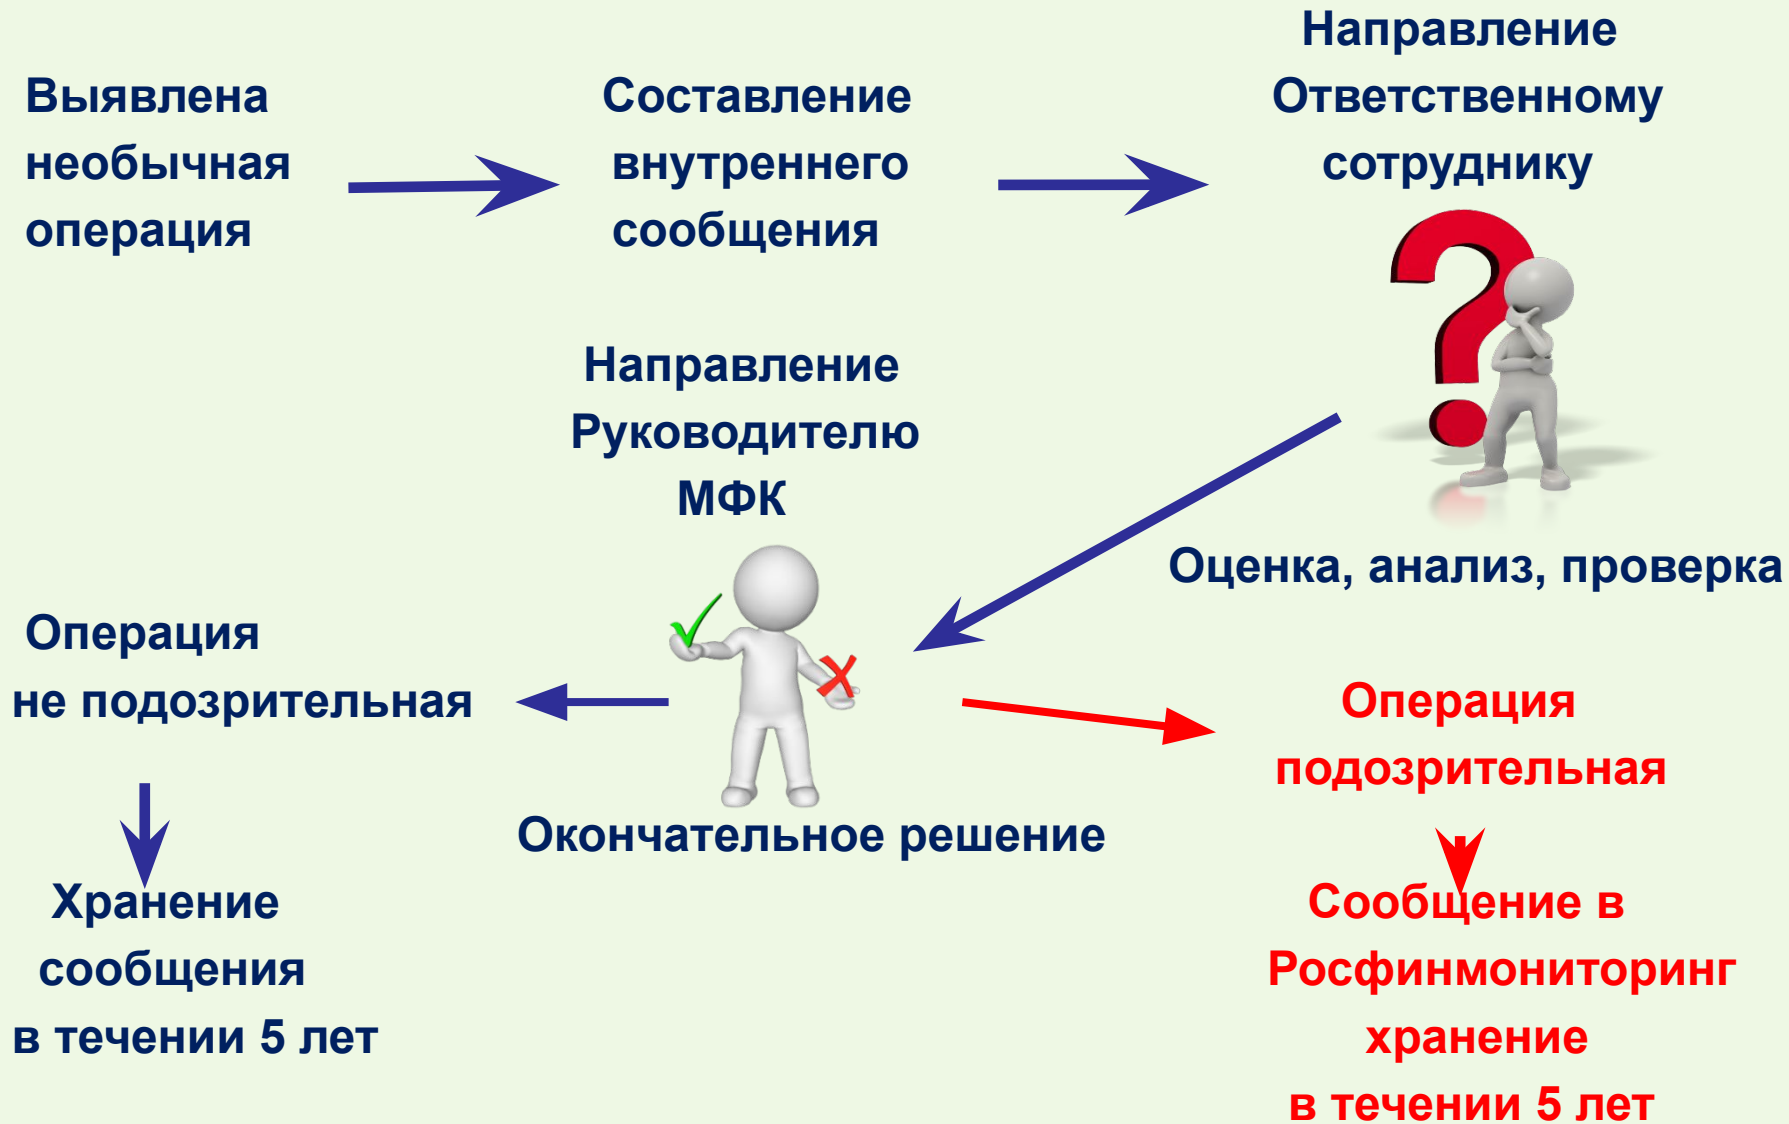 Выявлена
необычная
операция
Составление
внутреннего
сообщения
Направление
Ответственному
сотруднику
Оценка, анализ, проверка
Направление
Руководителю
МФК
Окончательное решение
Операция
не подозрительная
Хранение
сообщения
в течении 5 лет
Операция
подозрительная
Сообщение в
Росфинмониторинг
хранение
в течении 5 лет